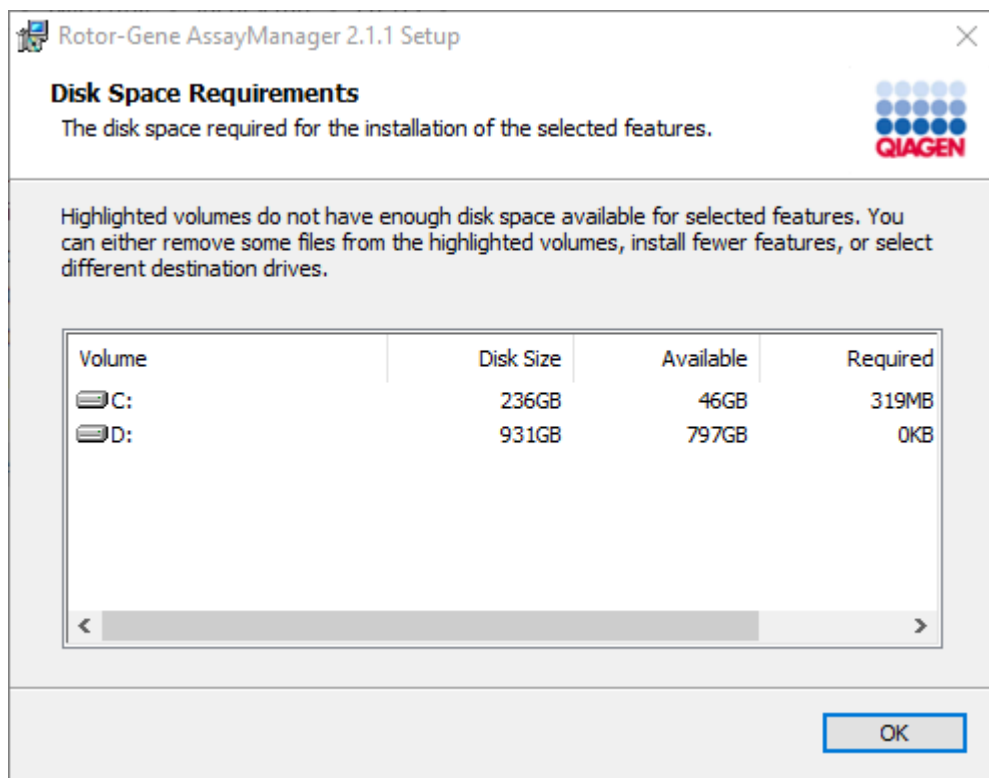 Rotor-Gene AssayManager 2.1.1 Setup
Disk Space Requirements
The disk space required for the installation of the selected features.
QIAGEN
Highlighted volumes do not have enough disk space available for selected features. You
can either remove some files from the highlighted volumes, install fewer features, or select
different destination drives.
Volume Disk Size Available Required
C: 236GB 46GB 319MB
D: 931GB 797GB 0KB
OK